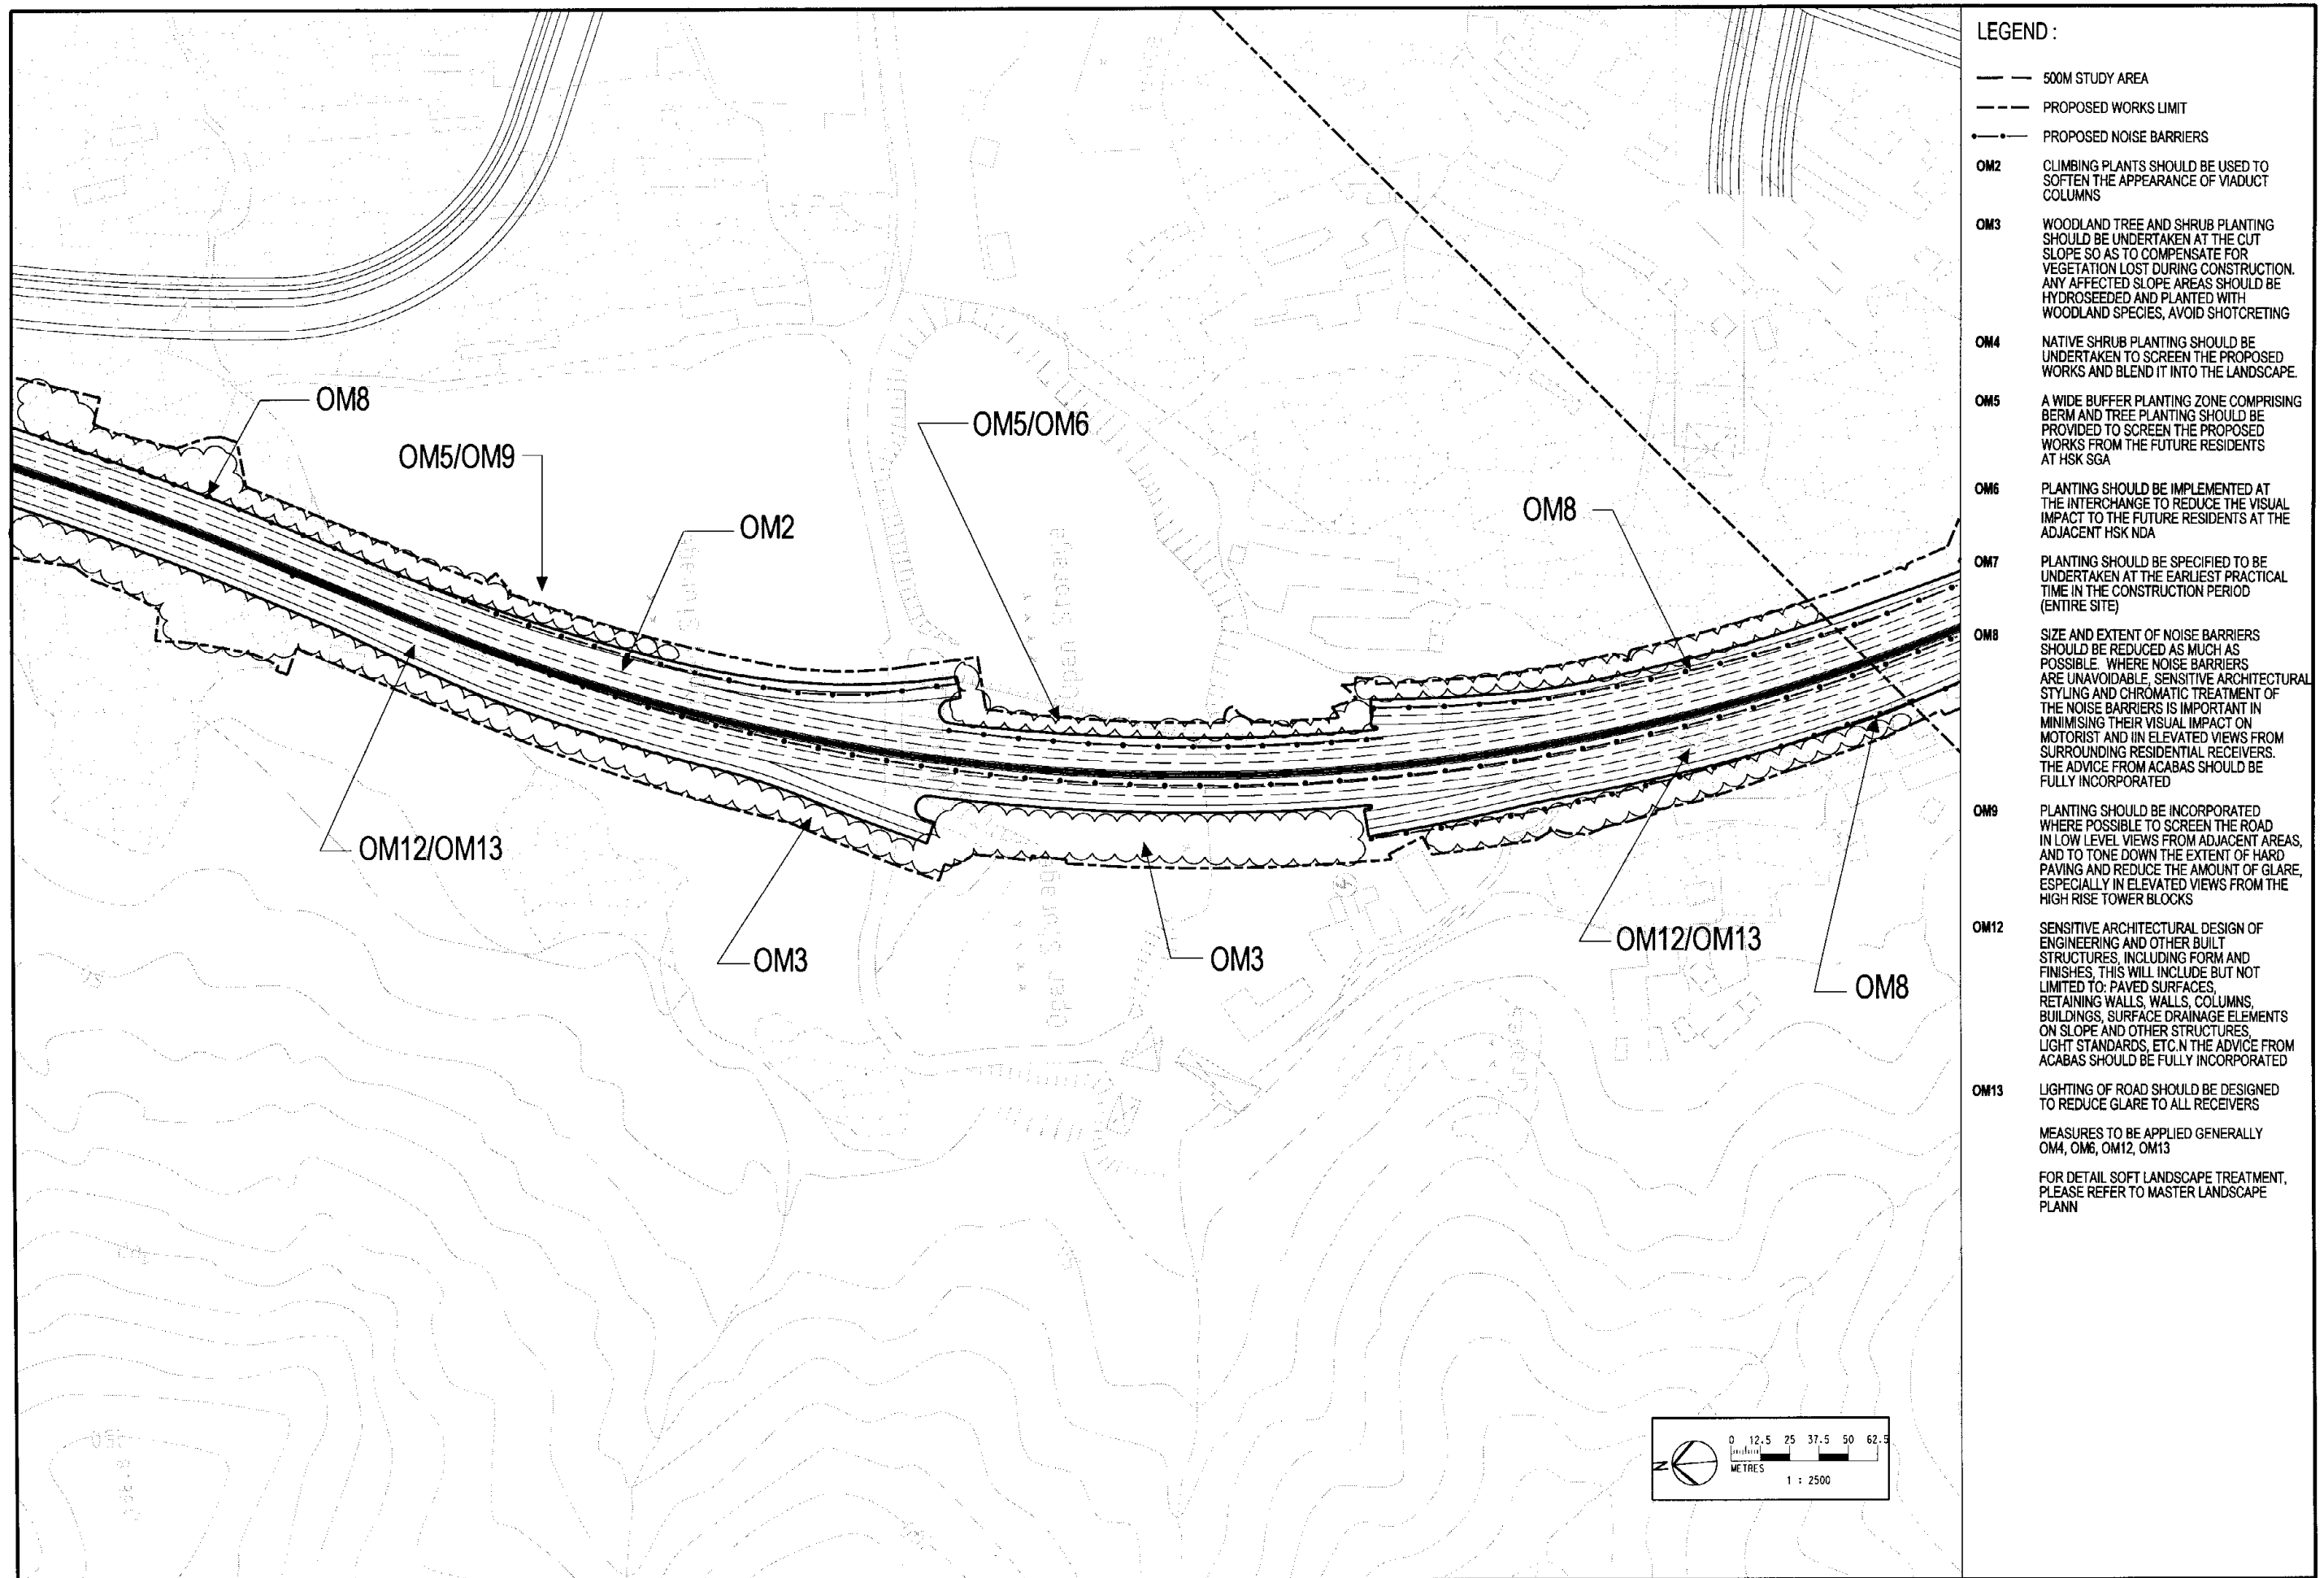 OM8
OM5/OM9
OM2
OM5/OM6
OM8
OM12/OM13
OM3
OM3
OM12/OM13
OM8
Open Storage
N
0 12.5 25 37.5 50 62.5
METRES
1 : 2500
LEGEND :
500M STUDY AREA
PROPOSED WORKS LIMIT
PROPOSED NOISE BARRIERS
OM2 CLIMBING PLANTS SHOULD BE USED TO
SOFTEN THE APPEARANCE OF VIADUCT
COLUMNS
OM3 WOODLAND TREE AND SHRUB PLANTING
SHOULD BE UNDERTAKEN AT THE CUT
SLOPE SO AS TO COMPENSATE FOR
VEGETATION LOST DURING CONSTRUCTION.
ANY AFFECTED SLOPE AREAS SHOULD BE
HYDROSEEDED AND PLANTED WITH
WOODLAND SPECIES, AVOID SHOTCRETING
OM4 NATIVE SHRUB PLANTING SHOULD BE
UNDERTAKEN TO SCREEN THE PROPOSED
WORKS AND BLEND IT INTO THE LANDSCAPE.
OM5 A WIDE BUFFER PLANTING ZONE COMPRISING
BERM AND TREE PLANTING SHOULD BE
PROVIDED TO SCREEN THE PROPOSED
WORKS FROM THE FUTURE RESIDENTS
AT HSK SGA
OM6 PLANTING SHOULD BE IMPLEMENTED AT
THE INTERCHANGE TO REDUCE THE VISUAL
IMPACT TO THE FUTURE RESIDENTS AT THE
ADJACENT HSK NDA
OM7 PLANTING SHOULD BE SPECIFIED TO BE
UNDERTAKEN AT THE EARLIEST PRACTICAL
TIME IN THE CONSTRUCTION PERIOD
(ENTIRE SITE)
OM8 SIZE AND EXTENT OF NOISE BARRIERS
SHOULD BE REDUCED AS MUCH AS
POSSIBLE. WHERE NOISE BARRIERS
ARE UNAVOIDABLE, SENSITIVE ARCHITECTURAL
STYLING AND CHROMATIC TREATMENT OF
THE NOISE BARRIERS IS IMPORTANT IN
MINIMISING THEIR VISUAL IMPACT ON
MOTORIST AND IIN ELEVATED VIEWS FROM
SURROUNDING RESIDENTIAL RECEIVERS.
THE ADVICE FROM ACABAS SHOULD BE
FULLY INCORPORATED
OM9 PLANTING SHOULD BE INCORPORATED
WHERE POSSIBLE TO SCREEN THE ROAD
IN LOW LEVEL VIEWS FROM ADJACENT AREAS,
AND TO TONE DOWN THE EXTENT OF HARD
PAVING AND REDUCE THE AMOUNT OF GLARE,
ESPECIALLY IN ELEVATED VIEWS FROM THE
HIGH RISE TOWER BLOCKS
OM12 SENSITIVE ARCHITECTURAL DESIGN OF
ENGINEERING AND OTHER BUILT
STRUCTURES, INCLUDING FORM AND
FINISHES, THIS WILL INCLUDE BUT NOT
LIMITED TO: PAVED SURFACES,
RETAINING WALLS, WALLS, COLUMNS,
BUILDINGS, SURFACE DRAINAGE ELEMENTS
ON SLOPE AND OTHER STRUCTURES,
LIGHT STANDARDS, ETC.N THE ADVICE FROM
ACABAS SHOULD BE FULLY INCORPORATED
OM13 LIGHTING OF ROAD SHOULD BE DESIGNED
TO REDUCE GLARE TO ALL RECEIVERS
MEASURES TO BE APPLIED GENERALLY
OM4, OM6, OM12, OM13
FOR DETAIL SOFT LANDSCAPE TREATMENT,
PLEASE REFER TO MASTER LANDSCAPE
PLANN